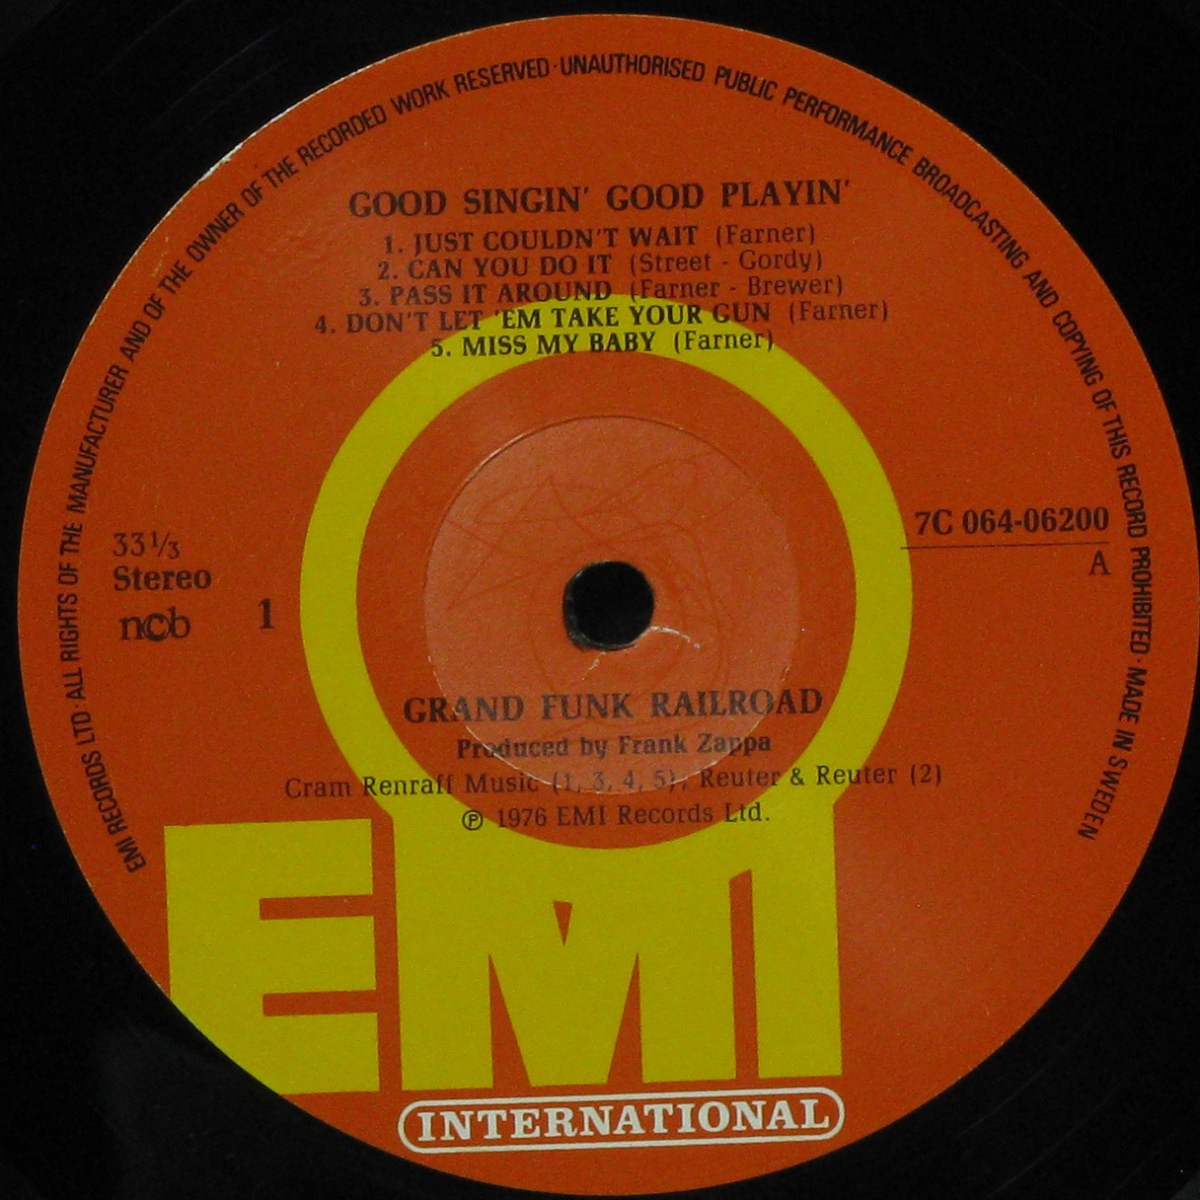 EMI RECORDS LTD · ALL RIGHTS OF THE MANUFACTURER AND OF THE OWNER OF THE RECORDED WORK RESERVED · UNAUTHORISED PUBLIC PERFORMANCE BROADCASTING AND COPYING OF THIS RECORD PROHIBITED · MADE IN SWEDEN
GOOD SINGIN' GOOD PLAYIN'
1. JUST COULDN'T WAIT (Farner)
2. CAN YOU DO IT (Street - Gordy)
3. PASS IT AROUND (Farner - Brewer)
4. DON'T LET 'EM TAKE YOUR GUN (Farner)
5. MISS MY BABY (Farner)
33 1/3
Stereo
ncb 1
7C 064-06200
A
GRAND FUNK RAILROAD
Produced by Frank Zappa
Cram Renraff Music (1, 3, 4, 5); Reuter & Reuter (2)
℗ 1976 EMI Records Ltd.
EMI
INTERNATIONAL